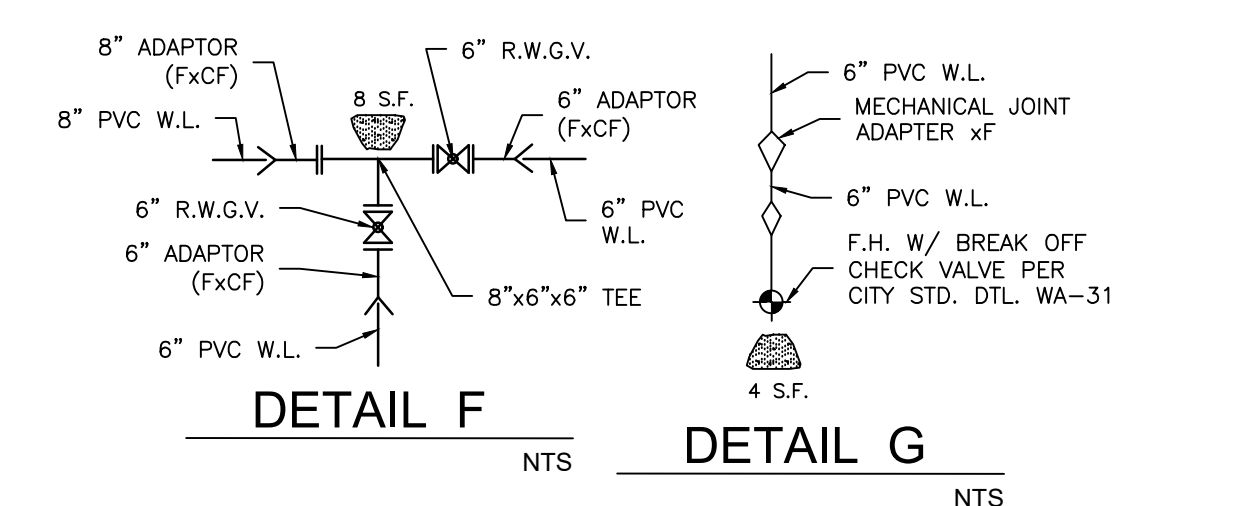 8" ADAPTOR
(FxCF)
8" PVC W.L.
8 S.F.
6" R.W.G.V.
6" ADAPTOR
(FxCF)
6" PVC
W.L.
6" R.W.G.V.
6" ADAPTOR
(FxCF)
8"x6"x6" TEE
6" PVC W.L.
DETAIL F
NTS
6" PVC W.L.
MECHANICAL JOINT
ADAPTER xF
6" PVC W.L.
F.H. W/ BREAK OFF
CHECK VALVE PER
CITY STD. DTL. WA-31
4 S.F.
DETAIL G
NTS